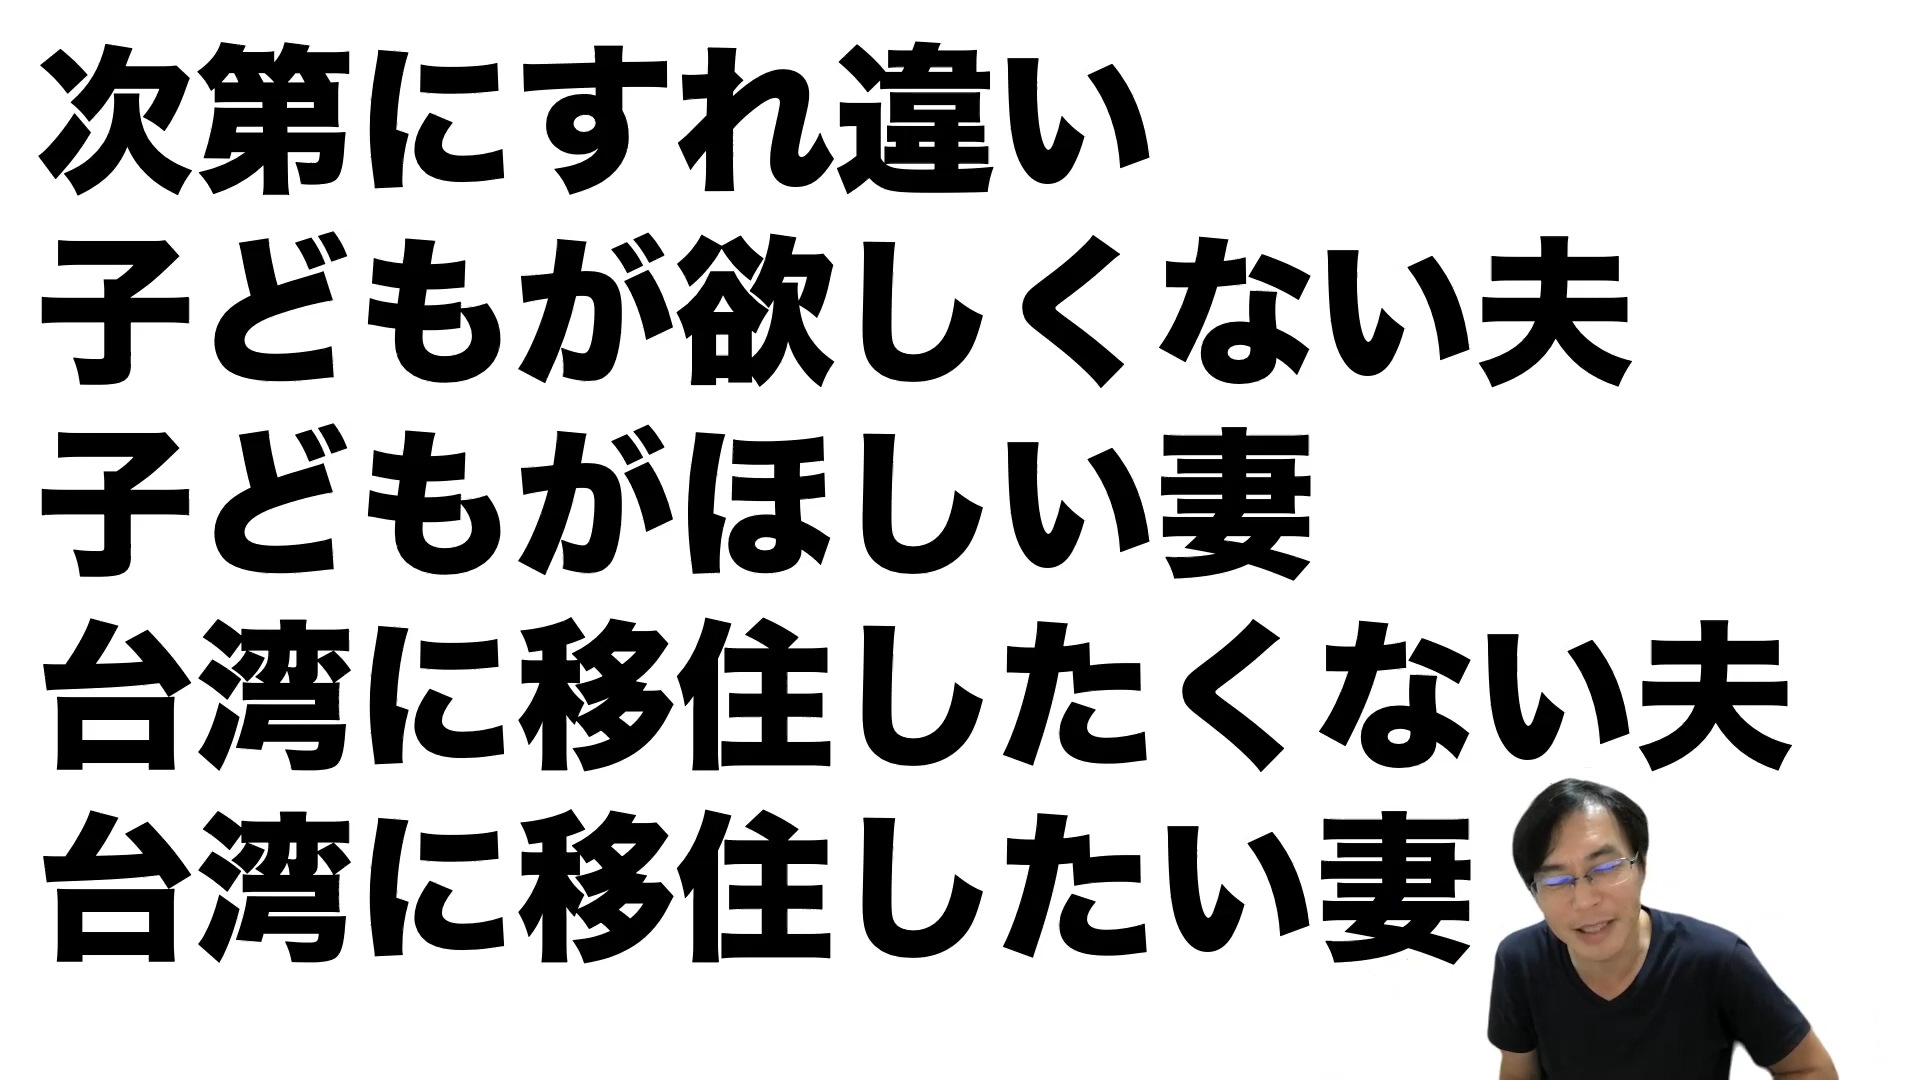 次第にすれ違い
子どもが欲しくない夫
子どもがほしい妻
台湾に移住したくない夫
台湾に移住したい妻